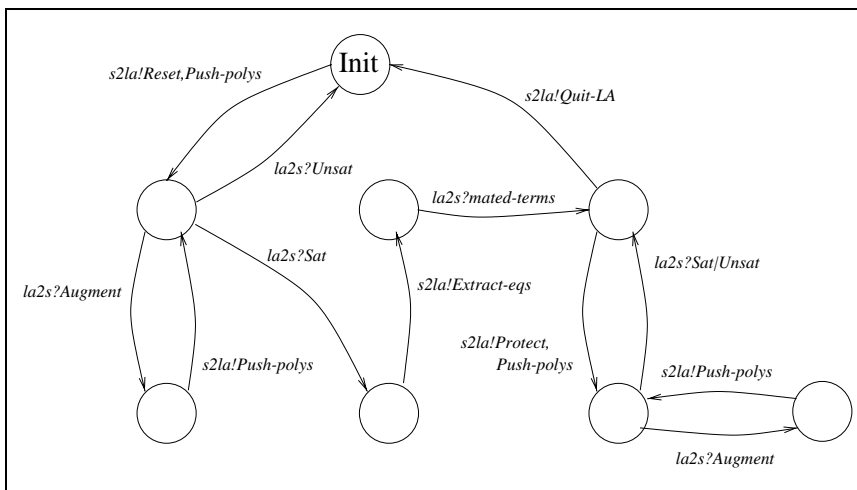 Init
s2la!Reset,Push-polys
s2la!Quit-LA
la2s?Unsat
la2s?mated-terms
la2s?Sat
la2s?Sat|Unsat
la2s?Augment
s2la!Extract-eqs
s2la!Push-polys
s2la!Protect,
Push-polys
s2la!Push-polys
la2s?Augment